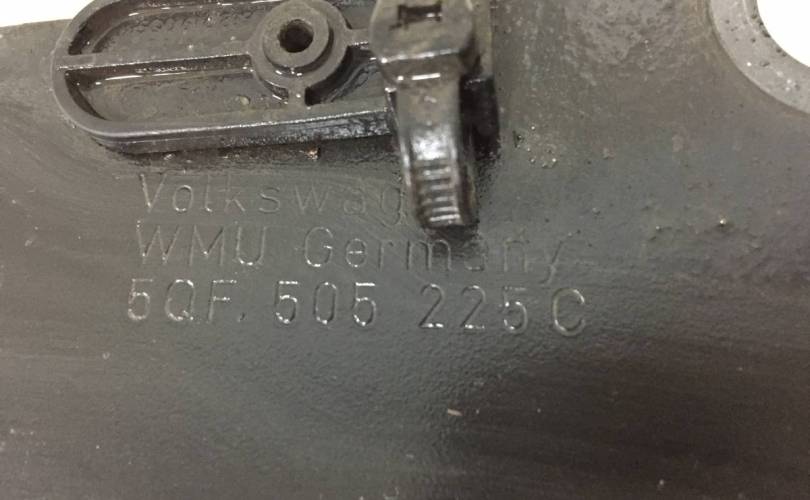 Volkswag
WMU Germany
5QF. 505 225 C